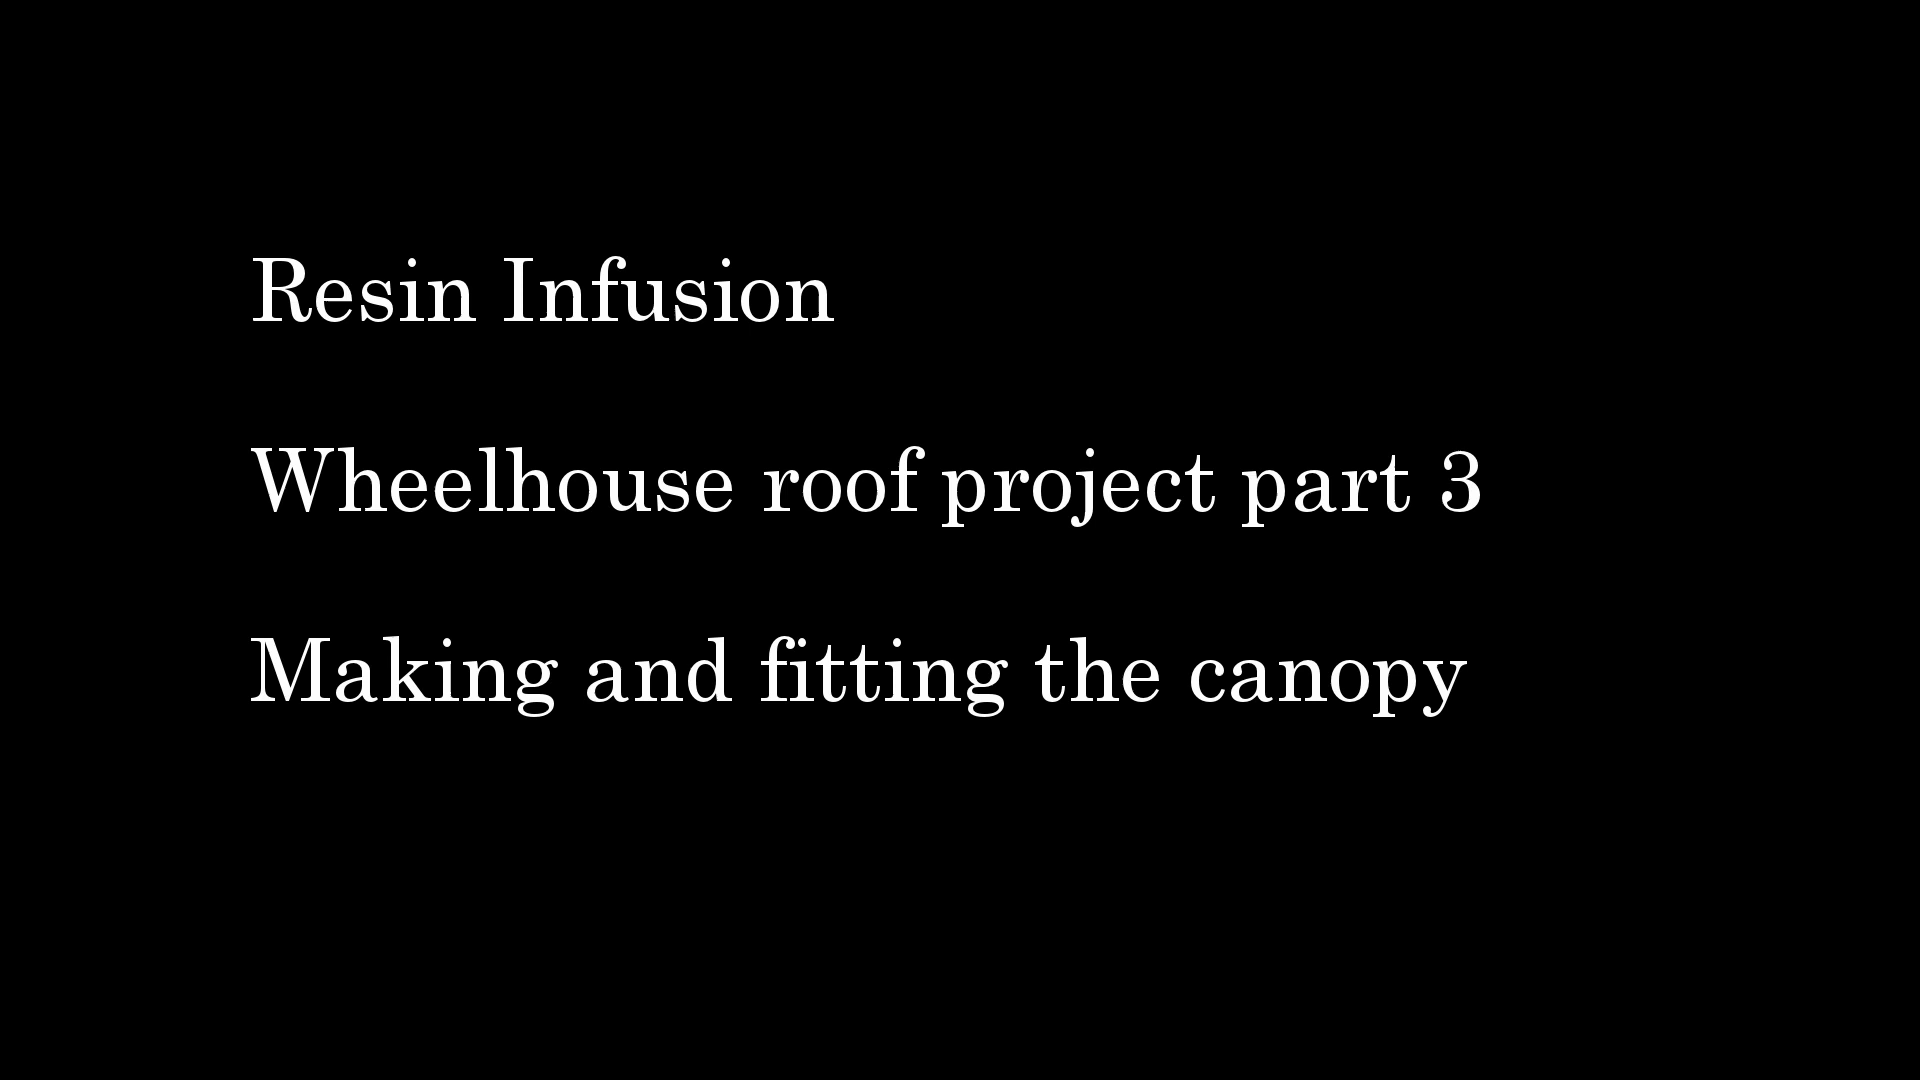 Resin Infusion
Wheelhouse roof project part 3
Making and fitting the canopy